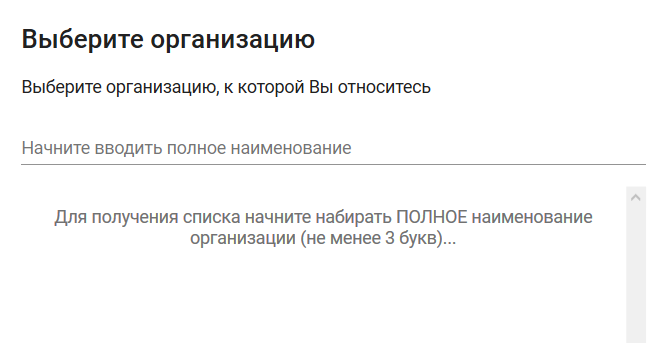 Выберите организацию
Выберите организацию, к которой Вы относитесь
Начните вводить полное наименование
Для получения списка начните набирать ПОЛНОЕ наименование
организации (не менее 3 букв)...